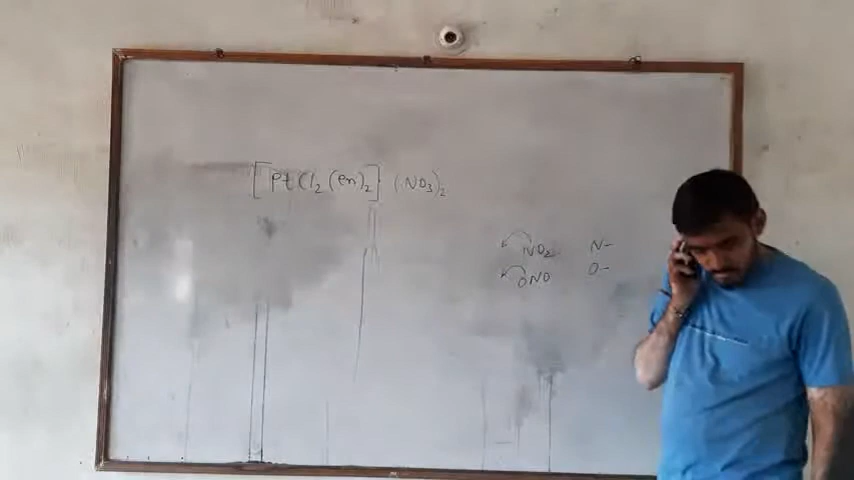 [PtCl2(en)2] (NO3)2
NO2 N-
ONO O-